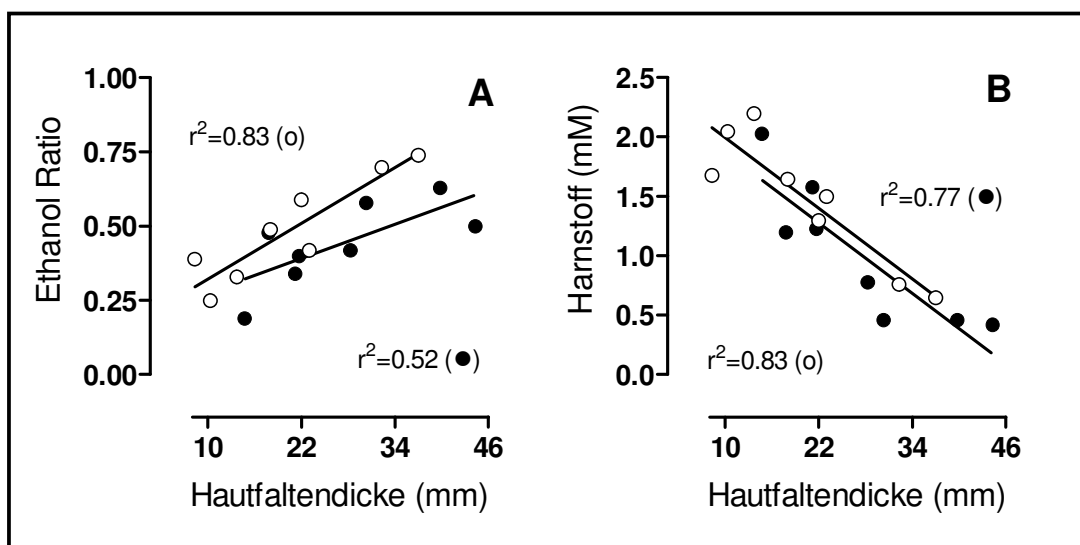 A
Ethanol Ratio
1.00
0.75
0.50
0.25
0.00
r²=0.83 (o)
r²=0.52 (●)
10 22 34 46
Hautfaltendicke (mm)
B
Harnstoff (mM)
2.5
2.0
1.5
1.0
0.5
0.0
r²=0.77 (●)
r²=0.83 (o)
10 22 34 46
Hautfaltendicke (mm)